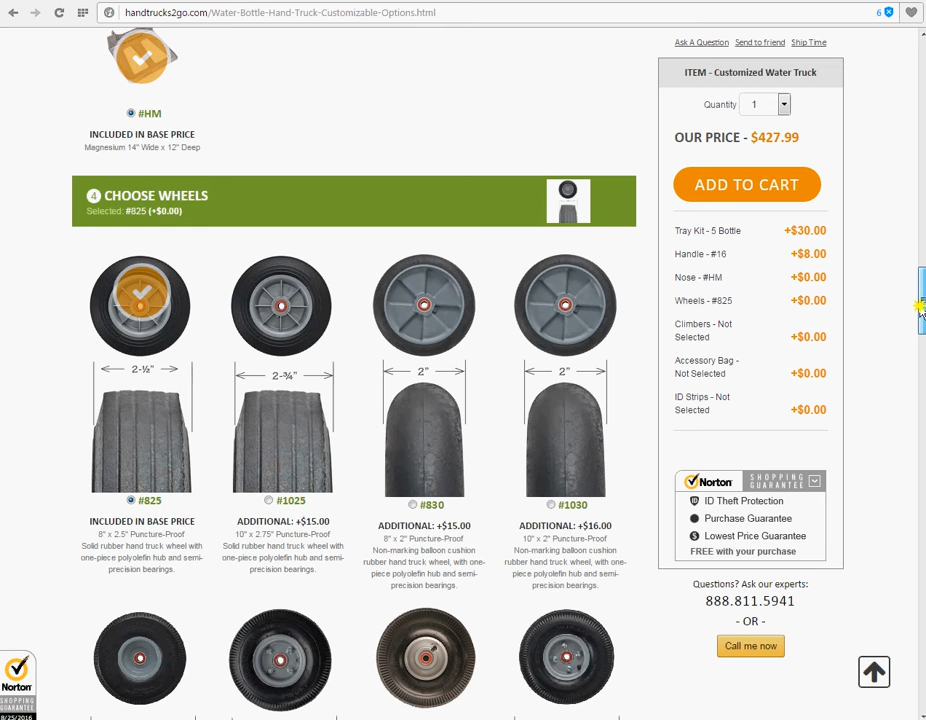 handtrucks2go.com/Water-Bottle-Hand-Truck-Customizable-Options.html
6
#HM
INCLUDED IN BASE PRICE
Magnesium 14" Wide x 12" Deep
4 CHOOSE WHEELS
Selected: #825 (+$0.00)
2-½"
2-¾"
2"
2"
#825
INCLUDED IN BASE PRICE
8" x 2.5" Puncture-Proof
Solid rubber hand truck wheel with
one-piece polyolefin hub and semi-
precision bearings.
#1025
ADDITIONAL: +$15.00
10" x 2.75" Puncture-Proof
Solid rubber hand truck wheel with
one-piece polyolefin hub and semi-
precision bearings.
#830
ADDITIONAL: +$15.00
8" x 2" Puncture-Proof
Non-marking balloon cushion
rubber hand truck wheel, with one-
piece polyolefin hub and semi-
precision bearings.
#1030
ADDITIONAL: +$16.00
10" x 2" Puncture-Proof
Non-marking balloon cushion
rubber hand truck wheel, with one-
piece polyolefin hub and semi-
precision bearings.
Ask A Question Send to friend Ship Time
ITEM - Customized Water Truck
Quantity 1
OUR PRICE - $427.99
ADD TO CART
Tray Kit - 5 Bottle +$30.00
Handle - #16 +$8.00
Nose - #HM +$0.00
Wheels - #825 +$0.00
Climbers - Not
Selected +$0.00
Accessory Bag -
Not Selected +$0.00
ID Strips - Not
Selected +$0.00
Norton SHOPPING
GUARANTEE
ID Theft Protection
Purchase Guarantee
Lowest Price Guarantee
FREE with your purchase
Questions? Ask our experts:
888.811.5941
- OR -
Call me now
Norton
SHOPPING
GUARANTEE
8/25/2016